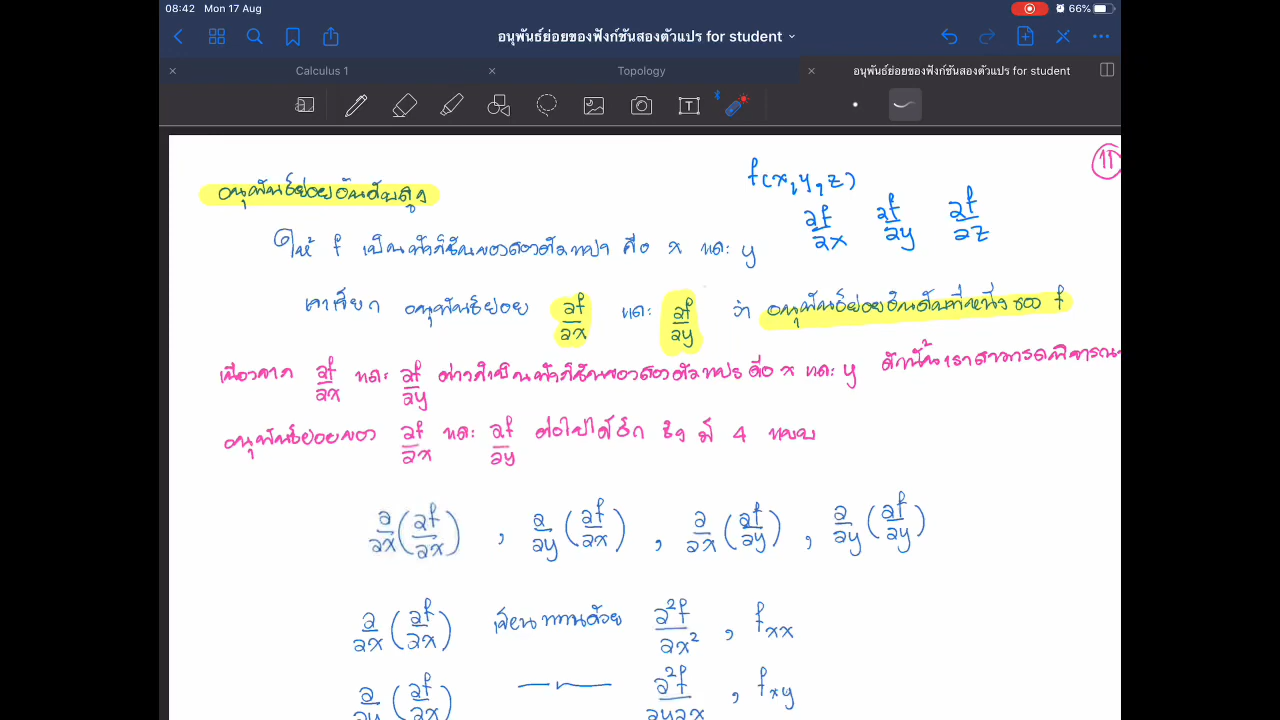 08:42 Mon 17 Aug 66%
อนุพันธ์ย่อยของฟังก์ชันสองตัวแปร for student
Calculus 1 Topology อนุพันธ์ย่อยของฟังก์ชันสองตัวแปร for student
11
f(x,y,z)
∂f/∂x ∂f/∂y ∂f/∂z
อนุพันธ์ย่อยอันดับสูง
ให้ f เป็นฟังก์ชันของสองตัวแปร คือ x และ y
เราเรียก อนุพันธ์ย่อย ∂f/∂x และ ∂f/∂y ว่า อนุพันธ์ย่อยอันดับที่หนึ่งของ f
เนื่องจาก ∂f/∂x และ ∂f/∂y ต่างก็เป็นฟังก์ชันของสองตัวแปร คือ x และ y ดังนั้นเราสามารถพิจารณา
อนุพันธ์ย่อยของ ∂f/∂x และ ∂f/∂y ต่อไปได้อีก ซึ่ง มี 4 แบบ
∂/∂x(∂f/∂x) , ∂/∂y(∂f/∂x) , ∂/∂x(∂f/∂y) , ∂/∂y(∂f/∂y)
∂/∂x(∂f/∂x) เขียนแทนด้วย ∂²f/∂x² , f_xx
∂/∂y(∂f/∂x) ∂²f/∂y∂x , f_xy